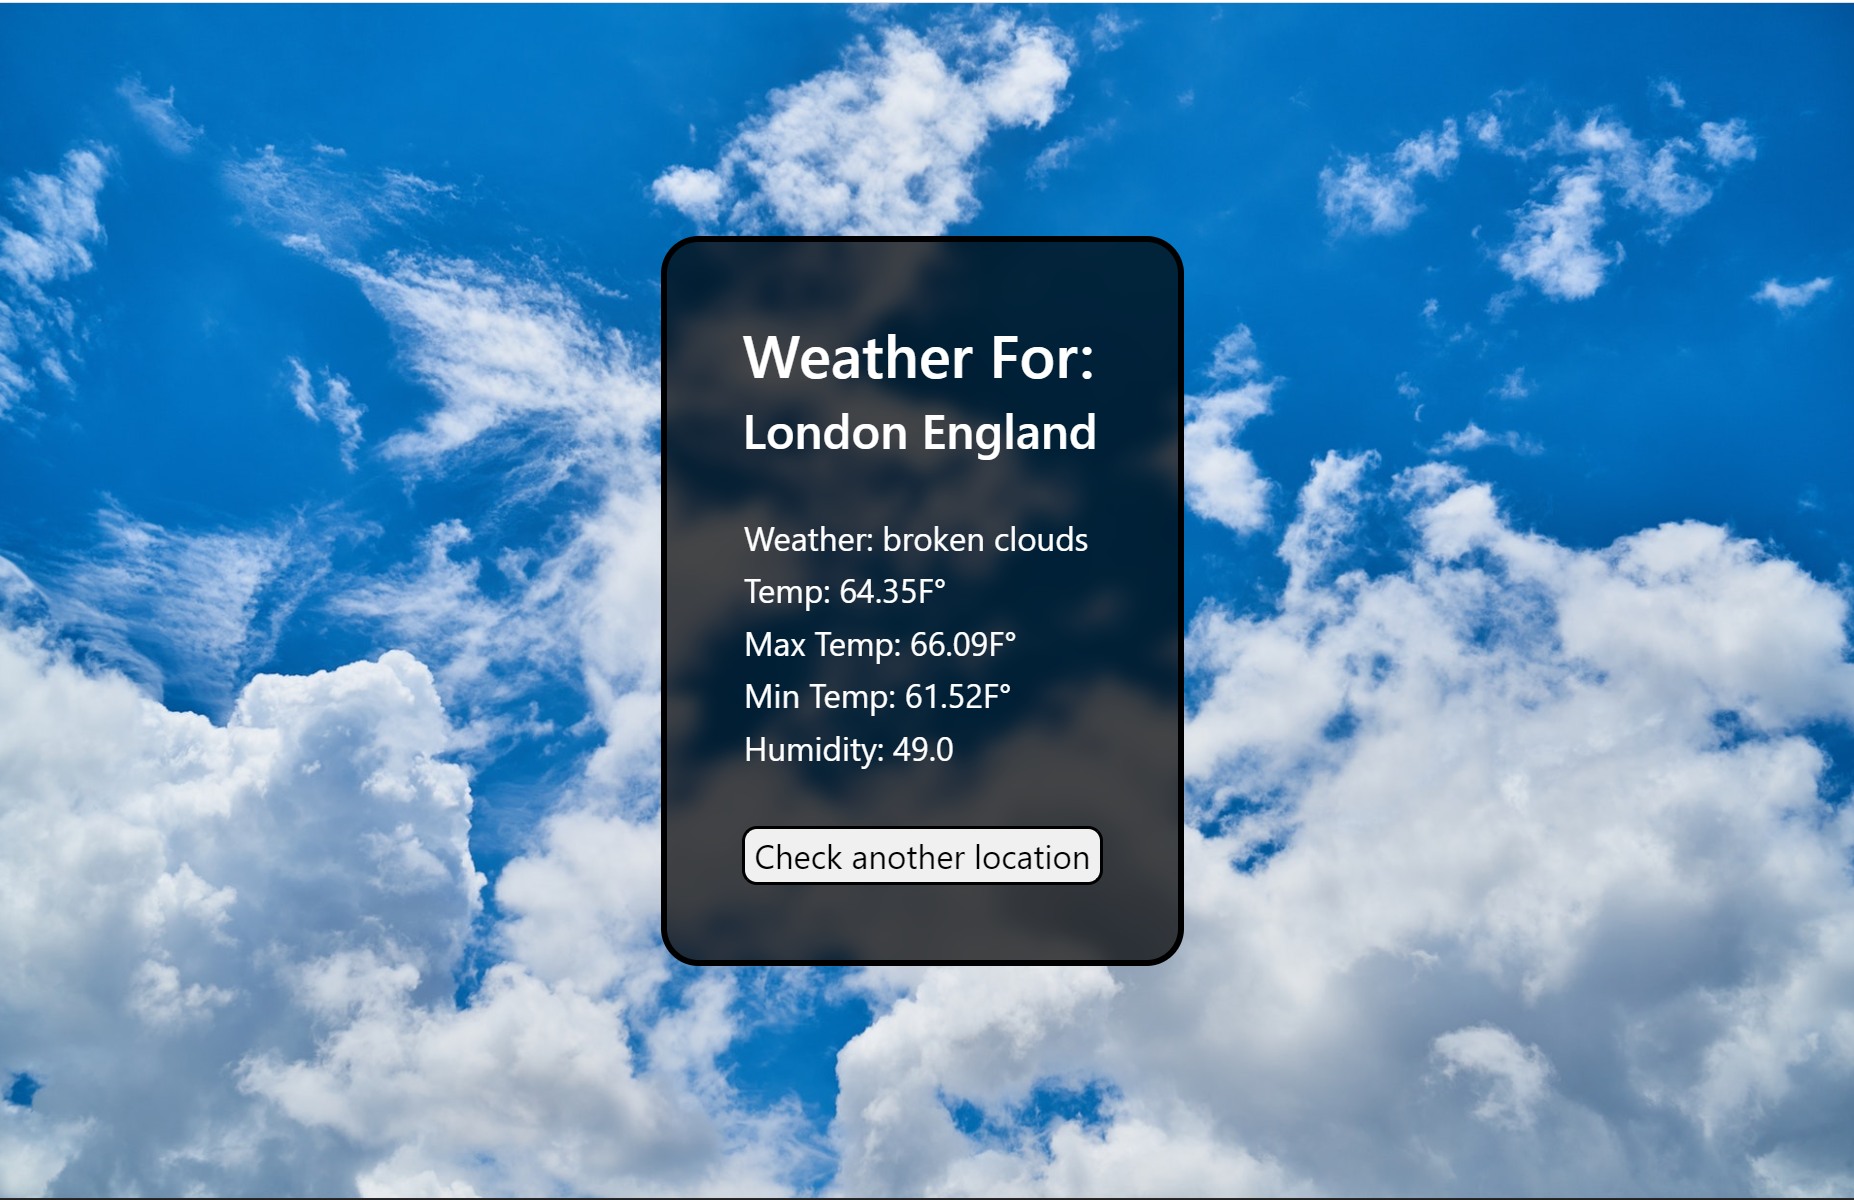 Weather For:
London England
Weather: broken clouds
Temp: 64.35F°
Max Temp: 66.09F°
Min Temp: 61.52F°
Humidity: 49.0
Check another location